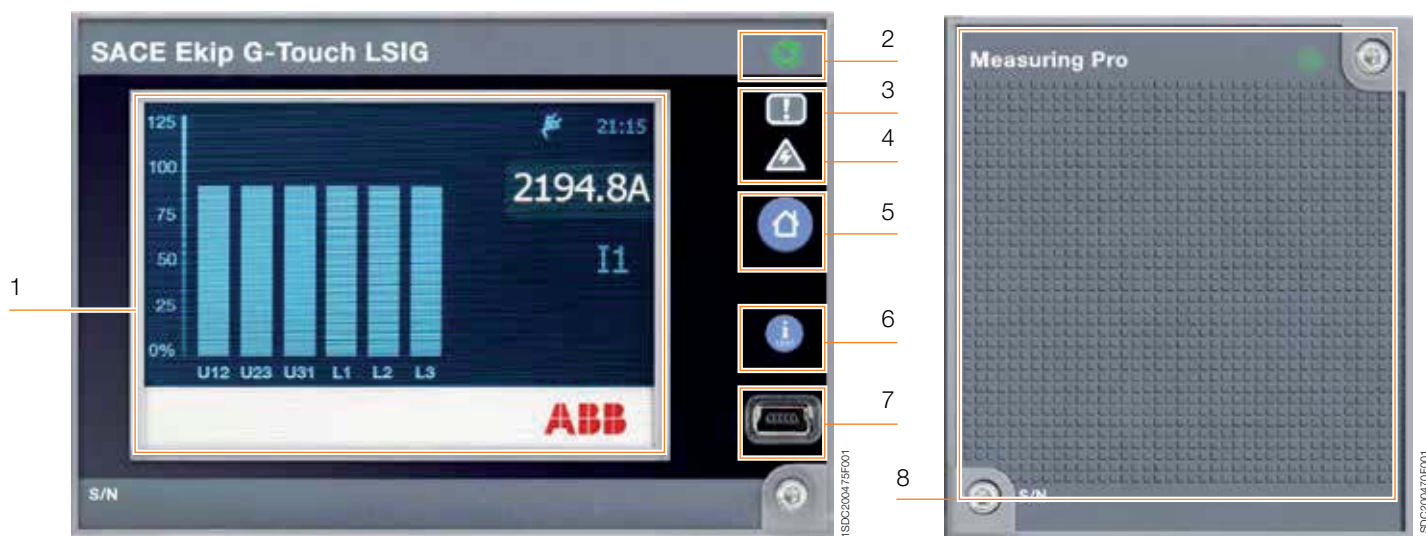 SACE Ekip G-Touch LSIG
125
100
75
50
25
0%
U12 U23 U31 L1 L2 L3
21:15
2194.8A
I1
ABB
S/N
1
2
3
4
5
6
7
1SDC200475F001
Measuring Pro
8
S/N
1SDC200470F001